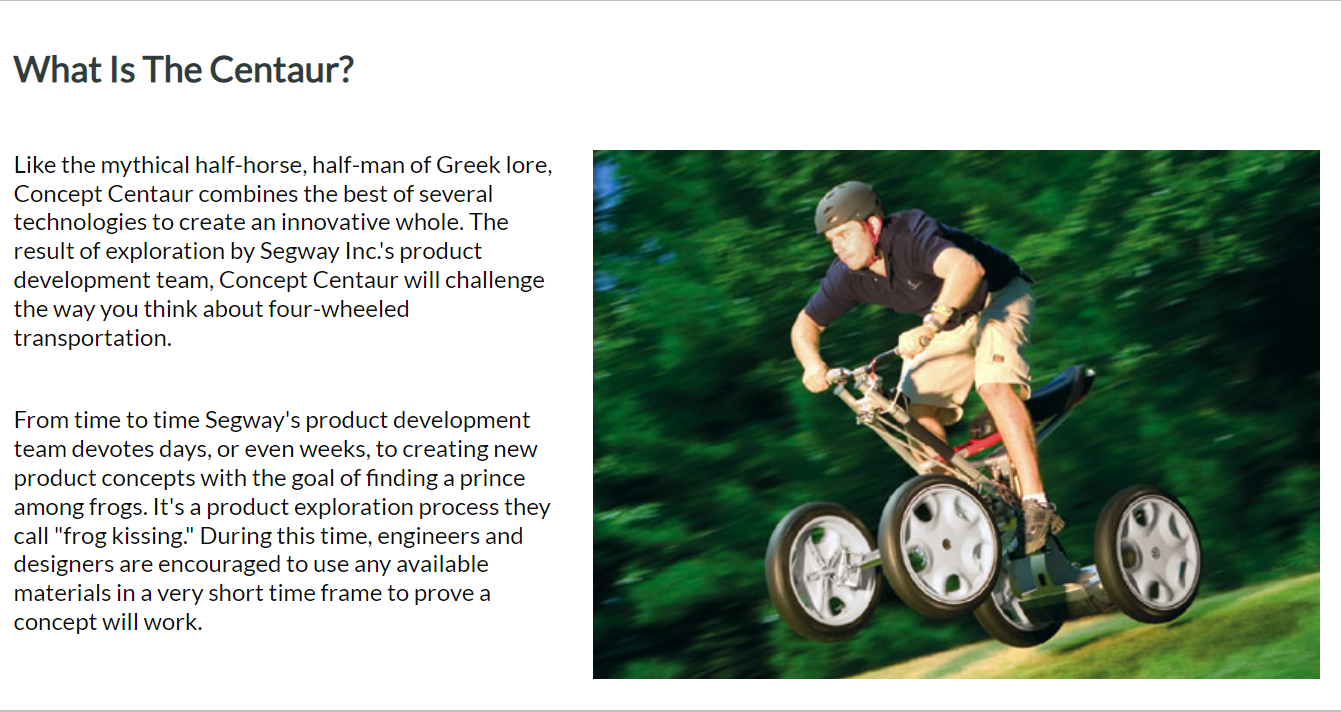 What Is The Centaur?
Like the mythical half-horse, half-man of Greek lore,
Concept Centaur combines the best of several
technologies to create an innovative whole. The
result of exploration by Segway Inc.'s product
development team, Concept Centaur will challenge
the way you think about four-wheeled
transportation.
From time to time Segway's product development
team devotes days, or even weeks, to creating new
product concepts with the goal of finding a prince
among frogs. It's a product exploration process they
call "frog kissing." During this time, engineers and
designers are encouraged to use any available
materials in a very short time frame to prove a
concept will work.